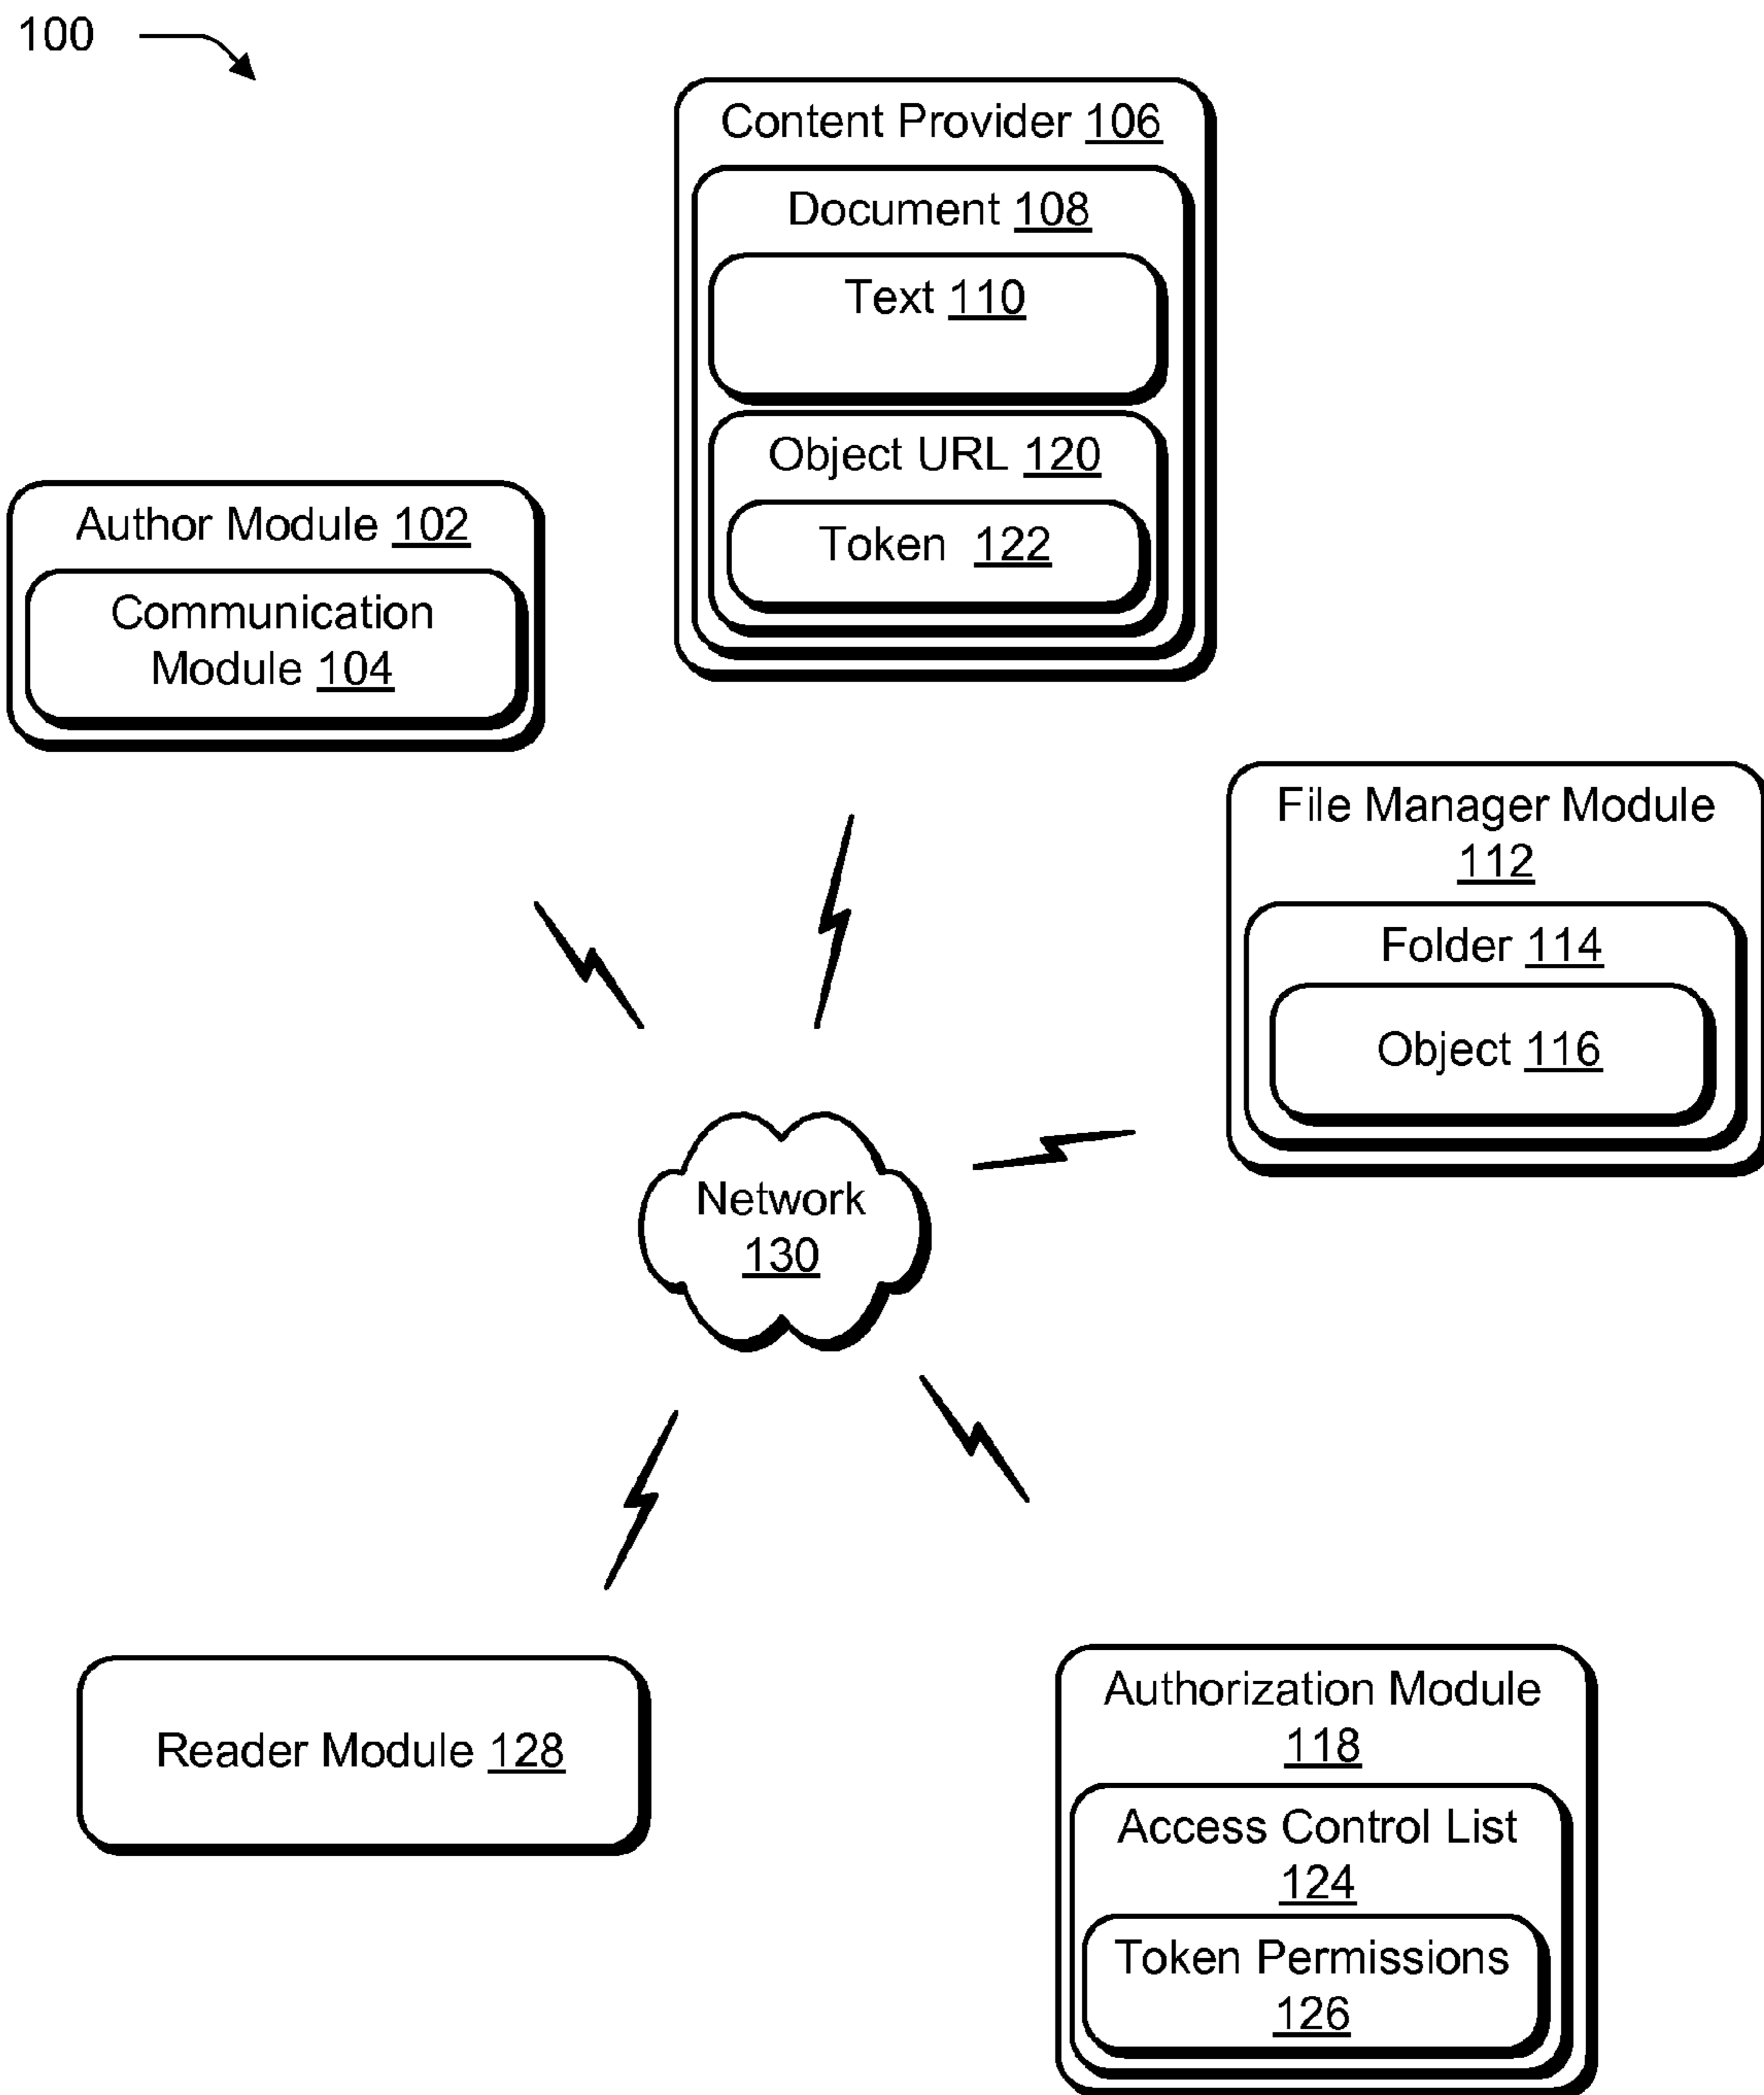 100
Content Provider 106
Document 108
Text 110
Object URL 120
Token 122
Author Module 102
Communication
Module 104
File Manager Module
112
Folder 114
Object 116
Network
130
Reader Module 128
Authorization Module
118
Access Control List
124
Token Permissions
126